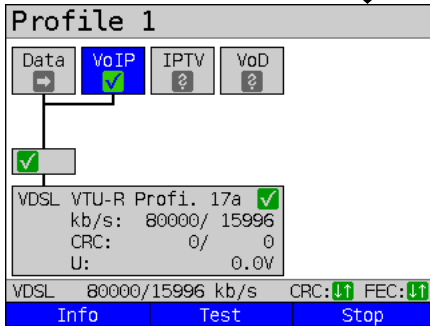 Profile 1
Data VoIP IPTV VoD
VDSL VTU-R Profi. 17a
kb/s: 80000/ 15996
CRC: 0/ 0
U: 0.0V
VDSL 80000/15996 kb/s CRC: FEC:
Info Test Stop